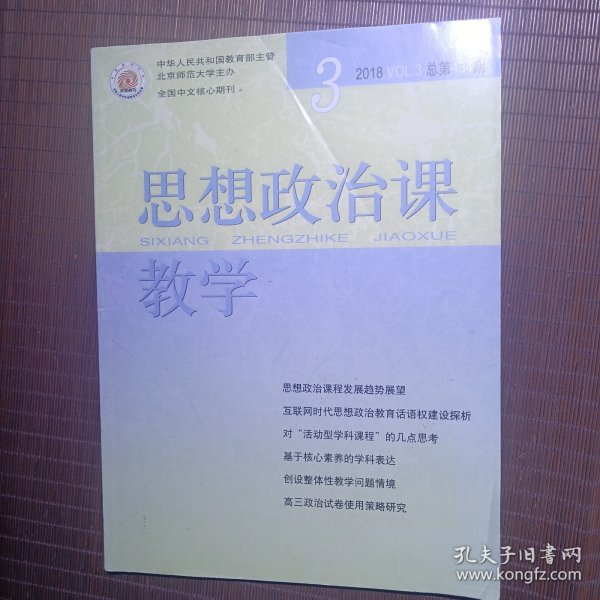 中华人民共和国教育部主管
北京师范大学主办
全国中文核心期刊
3
2018 VOL.3 总第 期
思想政治课
SIXIANG ZHENGZHIKE JIAOXUE
教学
思想政治课程发展趋势展望
互联网时代思想政治教育话语权建设探析
对“活动型学科课程”的几点思考
基于核心素养的学科表达
创设整体性教学问题情境
高三政治试卷使用策略研究
孔夫子旧书网
www.kongfz.com